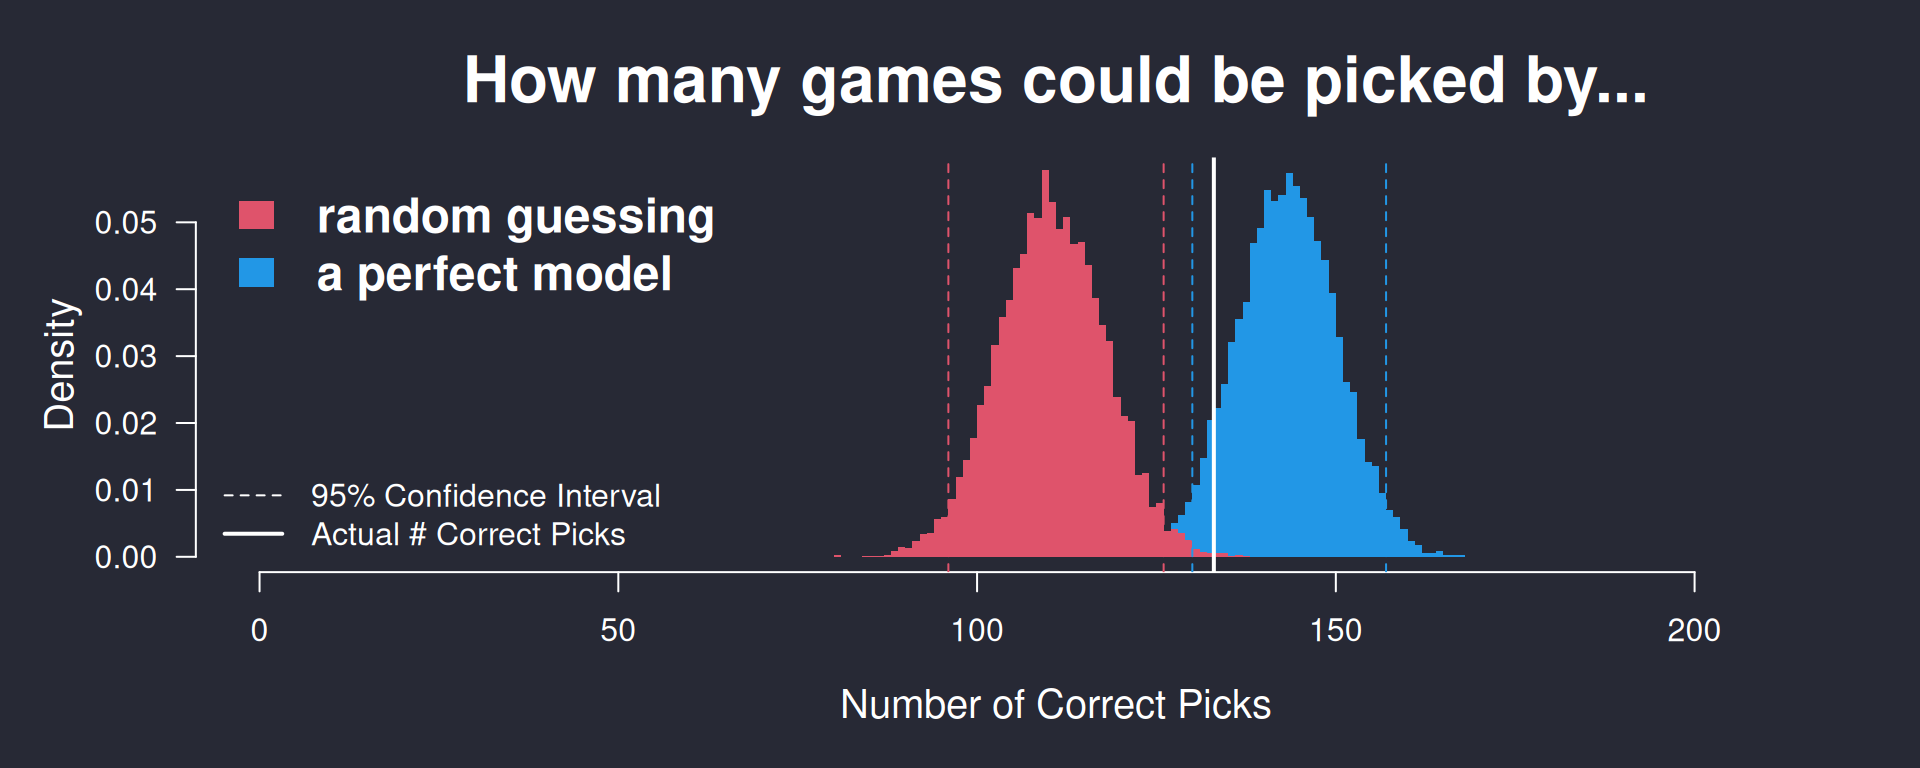 How many games could be picked by...
random guessing
a perfect model
0.05
0.04
0.03
0.02
0.01
0.00
Density
95% Confidence Interval
Actual # Correct Picks
0 50 100 150 200
Number of Correct Picks